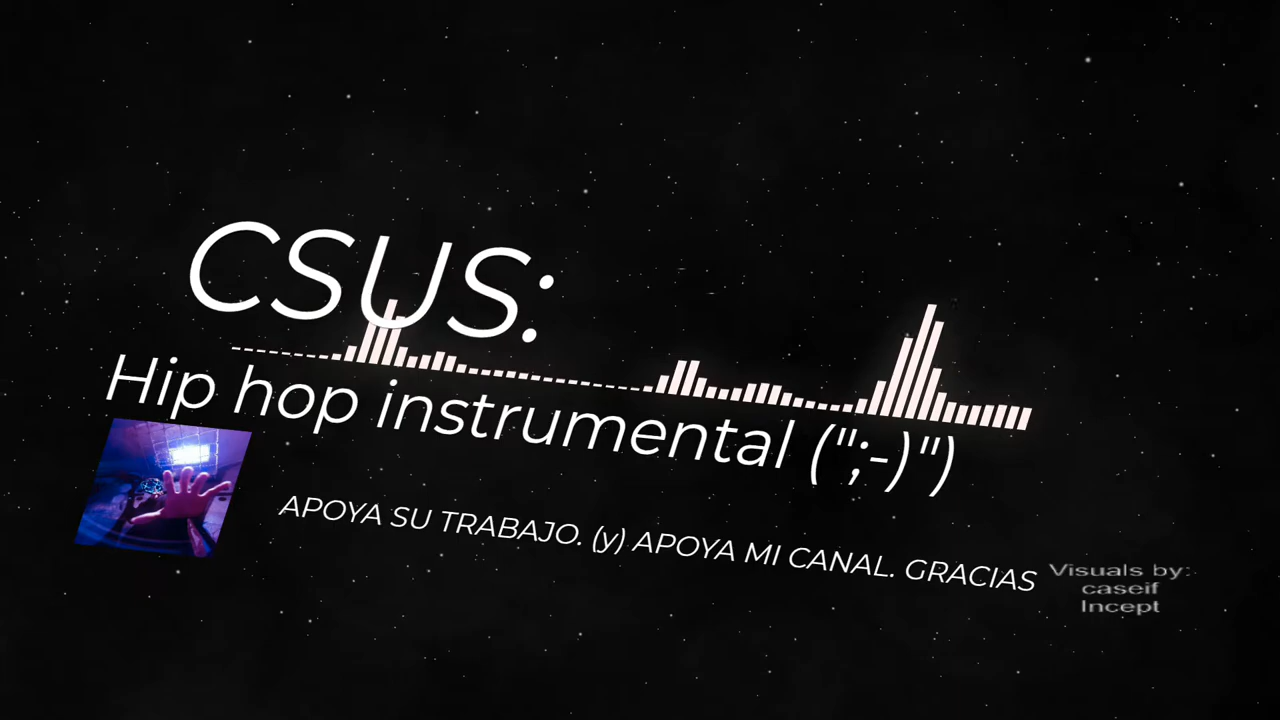 CSUS:
Hip hop instrumental (";-)")
APOYA SU TRABAJO. (y) APOYA MI CANAL. GRACIAS
Visuals by:
caseif
Incept